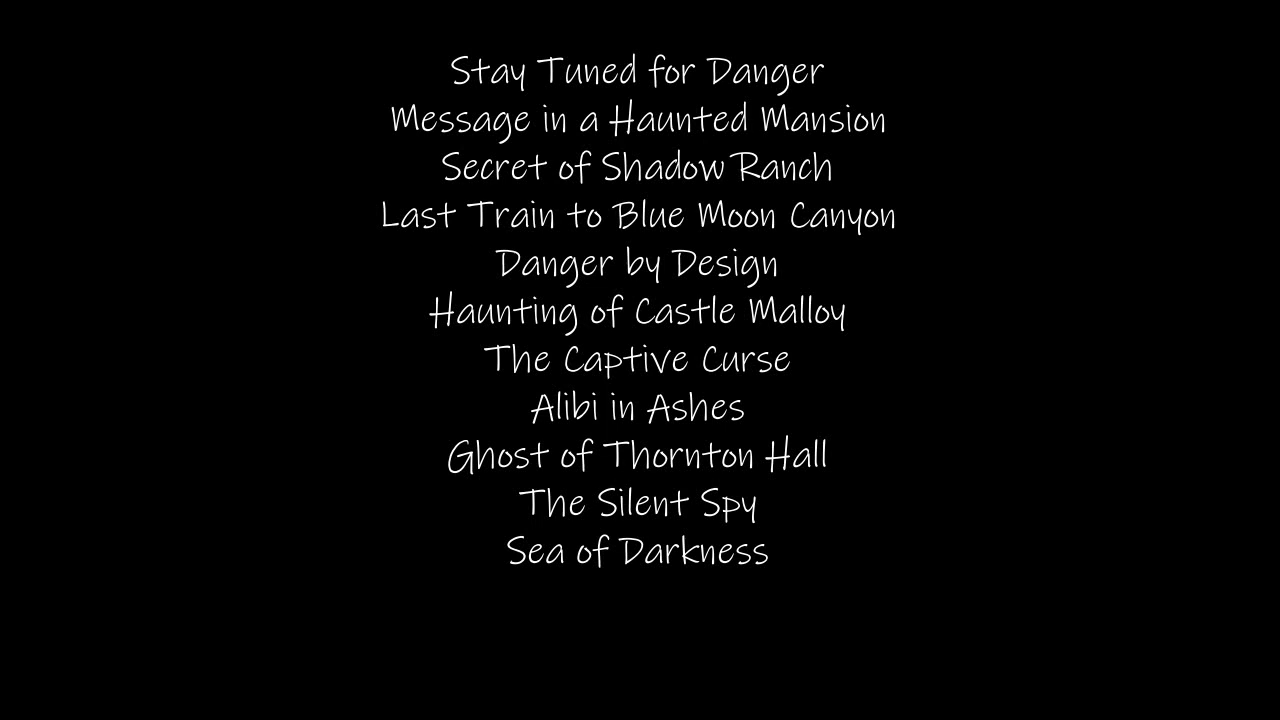 Stay Tuned for Danger
Message in a Haunted Mansion
Secret of Shadow Ranch
Last Train to Blue Moon Canyon
Danger by Design
Haunting of Castle Malloy
The Captive Curse
Alibi in Ashes
Ghost of Thornton Hall
The Silent Spy
Sea of Darkness